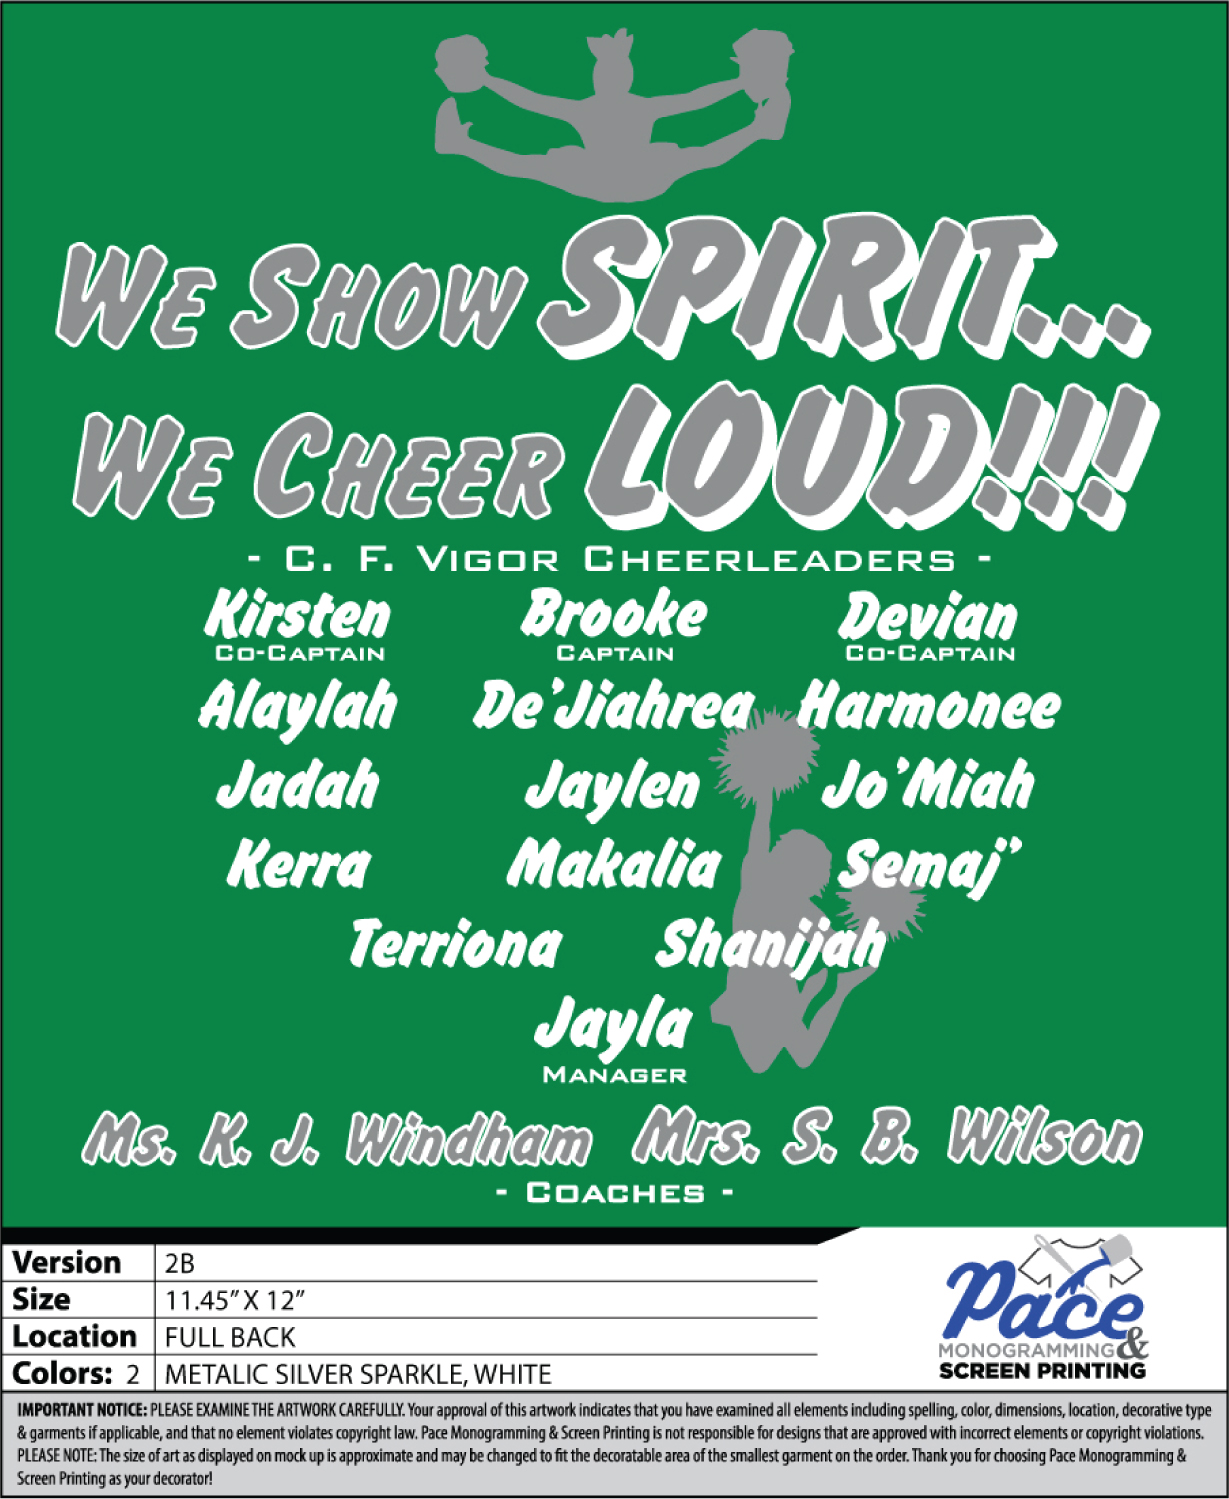 We Show SPIRIT...
We Cheer LOUD!!!
- C. F. Vigor Cheerleaders -
Kirsten Brooke Devian
Co-Captain Captain Co-Captain
Alaylah De'Jiahrea Harmonee
Jadah Jaylen Jo'Miah
Kerra Makalia Semaj'
Terriona Shanijah
Jayla
Manager
Ms. K. J. Windham Mrs. S. B. Wilson
- Coaches -
Version 2B
Size 11.45" X 12"
Location FULL BACK
Colors: 2 METALIC SILVER SPARKLE, WHITE
Pace
MONOGRAMMING &
SCREEN PRINTING
IMPORTANT NOTICE: PLEASE EXAMINE THE ARTWORK CAREFULLY. Your approval of this artwork indicates that you have examined all elements including spelling, color, dimensions, location, decorative type
& garments if applicable, and that no element violates copyright law. Pace Monogramming & Screen Printing is not responsible for designs that are approved with incorrect elements or copyright violations.
PLEASE NOTE: The size of art as displayed on mock up is approximate and may be changed to fit the decoratable area of the smallest garment on the order. Thank you for choosing Pace Monogramming &
Screen Printing as your decorator!